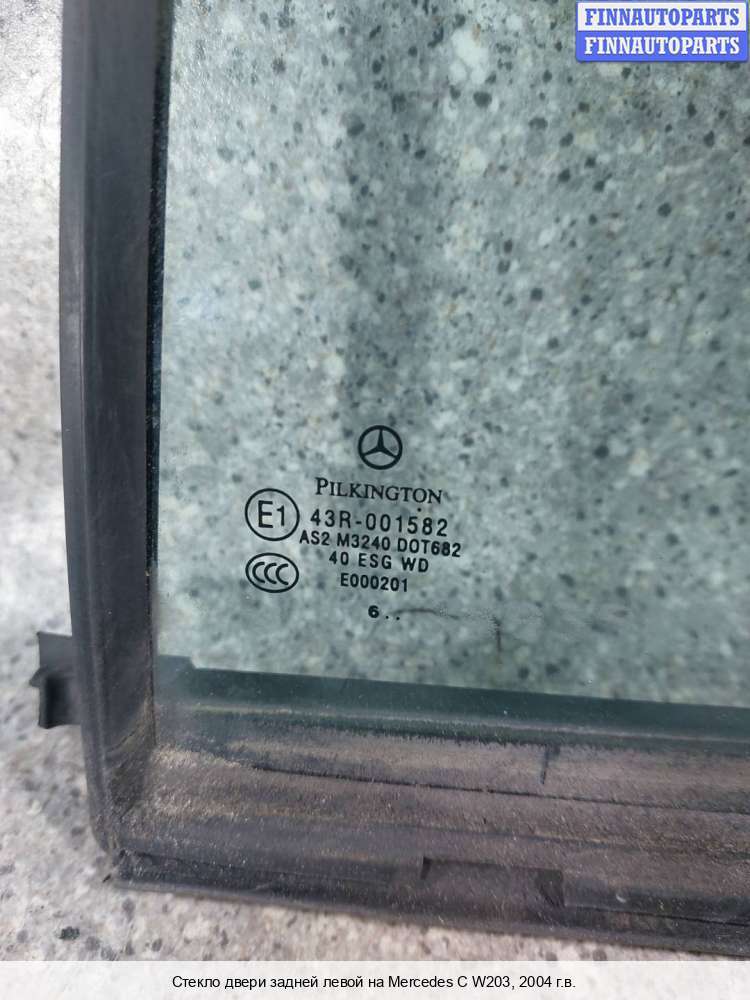 FINNAUTOPARTS
FINNAUTOPARTS
PILKINGTON
E1 43R-001582
AS2 M3240 DOT682
40 ESG WD
CCC E000201
6..
Стекло двери задней левой на Mercedes C W203, 2004 г.в.